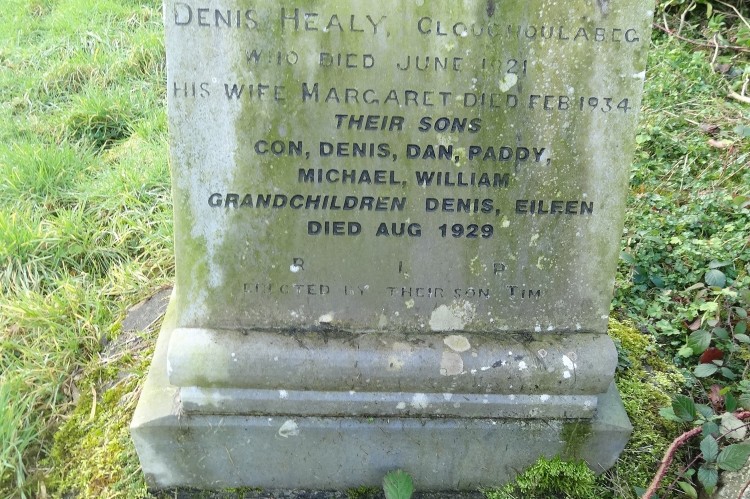 DENIS HEALY, CLOGHOULABEG
WHO DIED JUNE 1921
HIS WIFE MARGARET DIED FEB 1934
THEIR SONS
CON, DENIS, DAN, PADDY,
MICHAEL, WILLIAM
GRANDCHILDREN DENIS, EILEEN
DIED AUG 1929
R I P
ERECTED BY THEIR SON TIM